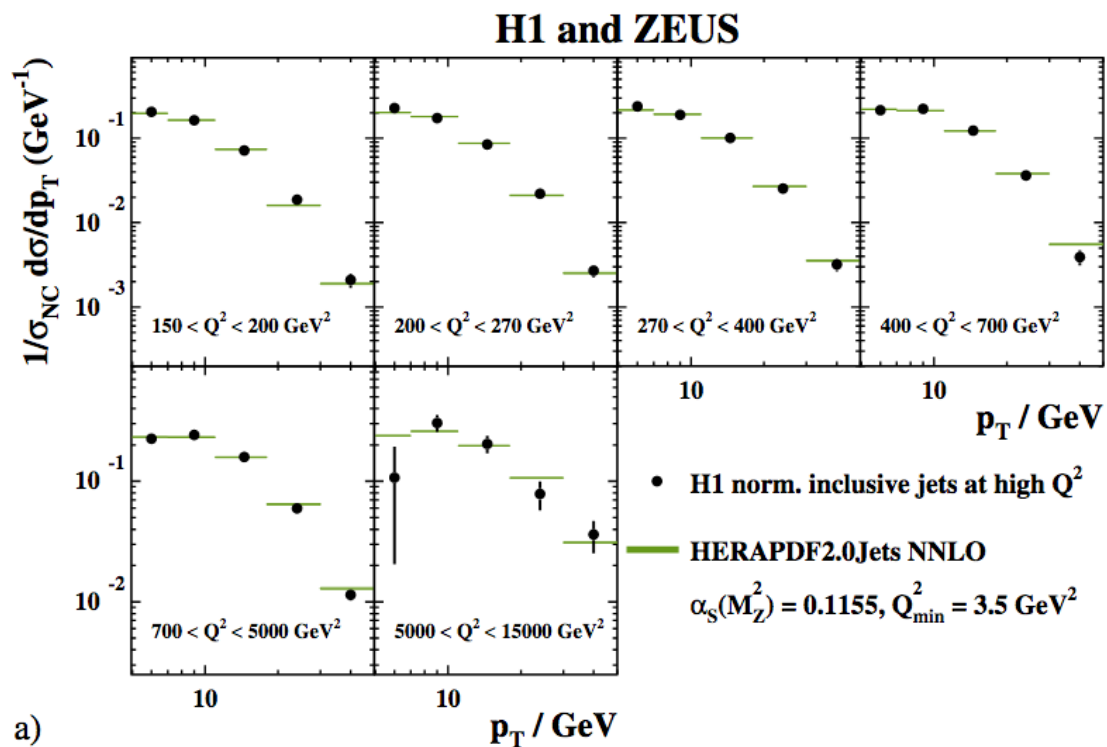 H1 and ZEUS
1/σNC dσ/dpT (GeV⁻¹)
10⁻¹
10⁻²
10⁻³
150 < Q² < 200 GeV²
200 < Q² < 270 GeV²
270 < Q² < 400 GeV²
400 < Q² < 700 GeV²
10
10
pT / GeV
10⁻¹
10⁻²
700 < Q² < 5000 GeV²
5000 < Q² < 15000 GeV²
H1 norm. inclusive jets at high Q²
HERAPDF2.0Jets NNLO
αS(M²Z) = 0.1155, Q²min = 3.5 GeV²
10
10
pT / GeV
a)